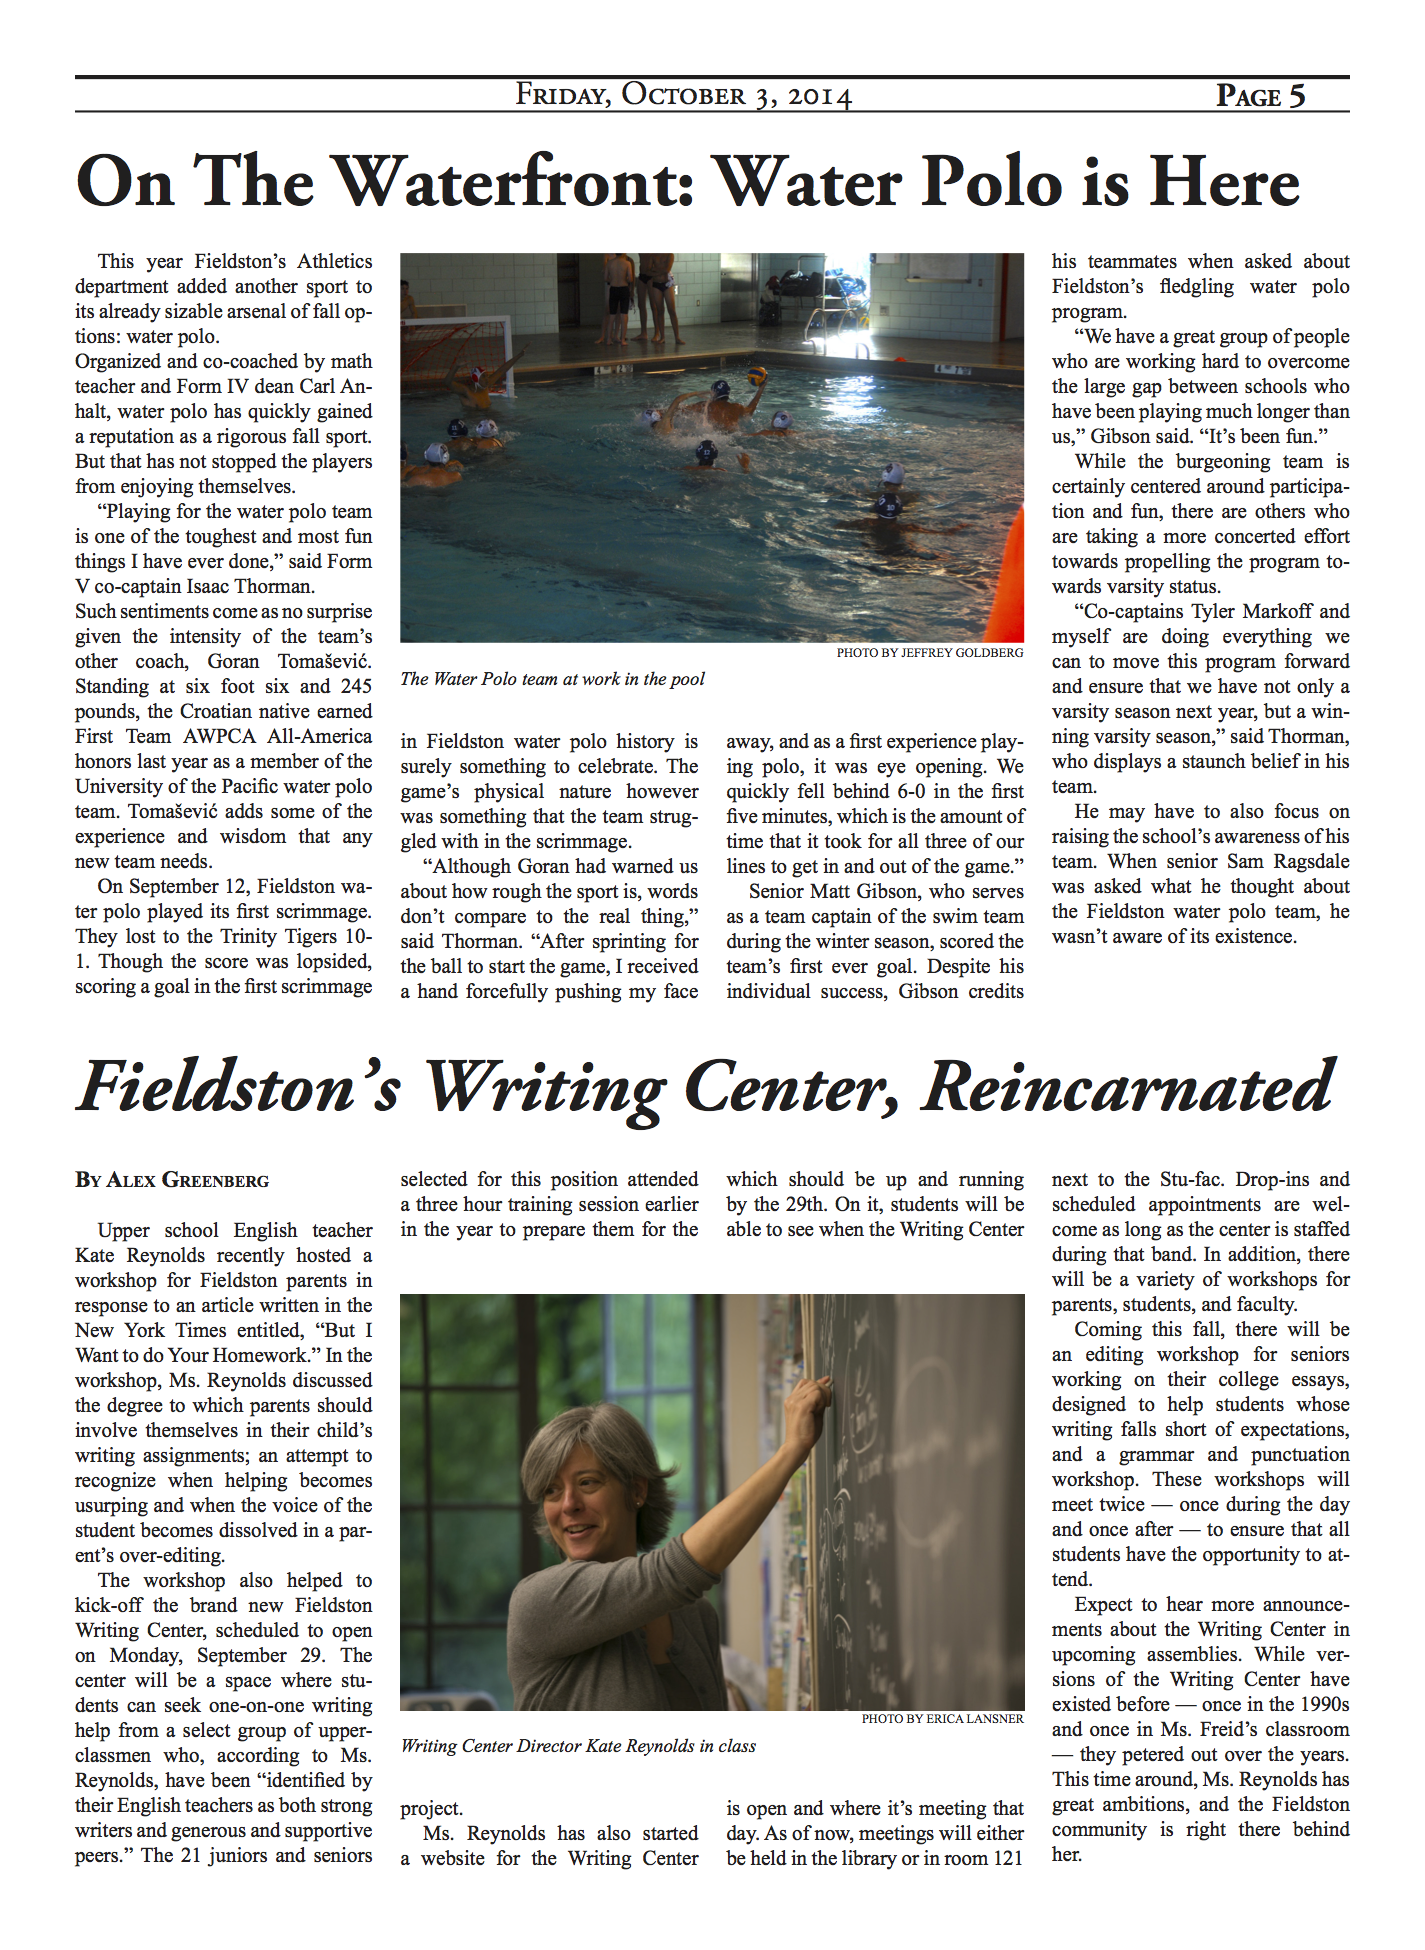 Friday, October 3, 2014
Page 5
On The Waterfront: Water Polo is Here
This year Fieldston's Athletics
department added another sport to
its already sizable arsenal of fall op-
tions: water polo.
Organized and co-coached by math
teacher and Form IV dean Carl An-
halt, water polo has quickly gained
a reputation as a rigorous fall sport.
But that has not stopped the players
from enjoying themselves.
“Playing for the water polo team
is one of the toughest and most fun
things I have ever done,” said Form
V co-captain Isaac Thorman.
Such sentiments come as no surprise
given the intensity of the team’s
other coach, Goran Tomašević.
Standing at six foot six and 245
pounds, the Croatian native earned
First Team AWPCA All-America
honors last year as a member of the
University of the Pacific water polo
team. Tomašević adds some of the
experience and wisdom that any
new team needs.
On September 12, Fieldston wa-
ter polo played its first scrimmage.
They lost to the Trinity Tigers 10-
1. Though the score was lopsided,
scoring a goal in the first scrimmage
PHOTO BY JEFFREY GOLDBERG
The Water Polo team at work in the pool
in Fieldston water polo history is
surely something to celebrate. The
game’s physical nature however
was something that the team strug-
gled with in the scrimmage.
“Although Goran had warned us
about how rough the sport is, words
don’t compare to the real thing,”
said Thorman. “After sprinting for
the ball to start the game, I received
a hand forcefully pushing my face
away, and as a first experience play-
ing polo, it was eye opening. We
quickly fell behind 6-0 in the first
five minutes, which is the amount of
time that it took for all three of our
lines to get in and out of the game.”
Senior Matt Gibson, who serves
as a team captain of the swim team
during the winter season, scored the
team’s first ever goal. Despite his
individual success, Gibson credits
his teammates when asked about
Fieldston’s fledgling water polo
program.
“We have a great group of people
who are working hard to overcome
the large gap between schools who
have been playing much longer than
us,” Gibson said. “It’s been fun.”
While the burgeoning team is
certainly centered around participa-
tion and fun, there are others who
are taking a more concerted effort
towards propelling the program to-
wards varsity status.
“Co-captains Tyler Markoff and
myself are doing everything we
can to move this program forward
and ensure that we have not only a
varsity season next year, but a win-
ning varsity season,” said Thorman,
who displays a staunch belief in his
team.
He may have to also focus on
raising the school’s awareness of his
team. When senior Sam Ragsdale
was asked what he thought about
the Fieldston water polo team, he
wasn’t aware of its existence.
Fieldston’s Writing Center, Reincarnated
By Alex Greenberg
Upper school English teacher
Kate Reynolds recently hosted a
workshop for Fieldston parents in
response to an article written in the
New York Times entitled, “But I
Want to do Your Homework.” In the
workshop, Ms. Reynolds discussed
the degree to which parents should
involve themselves in their child’s
writing assignments; an attempt to
recognize when helping becomes
usurping and when the voice of the
student becomes dissolved in a par-
ent’s over-editing.
The workshop also helped to
kick-off the brand new Fieldston
Writing Center, scheduled to open
on Monday, September 29. The
center will be a space where stu-
dents can seek one-on-one writing
help from a select group of upper-
classmen who, according to Ms.
Reynolds, have been “identified by
their English teachers as both strong
writers and generous and supportive
peers.” The 21 juniors and seniors
selected for this position attended
a three hour training session earlier
in the year to prepare them for the
PHOTO BY ERICA LANSNER
Writing Center Director Kate Reynolds in class
project.
Ms. Reynolds has also started
a website for the Writing Center
which should be up and running
by the 29th. On it, students will be
able to see when the Writing Center
is open and where it’s meeting that
day. As of now, meetings will either
be held in the library or in room 121
next to the Stu-fac. Drop-ins and
scheduled appointments are wel-
come as long as the center is staffed
during that band. In addition, there
will be a variety of workshops for
parents, students, and faculty.
Coming this fall, there will be
an editing workshop for seniors
working on their college essays,
designed to help students whose
writing falls short of expectations,
and a grammar and punctuation
workshop. These workshops will
meet twice — once during the day
and once after — to ensure that all
students have the opportunity to at-
tend.
Expect to hear more announce-
ments about the Writing Center in
upcoming assemblies. While ver-
sions of the Writing Center have
existed before — once in the 1990s
and once in Ms. Freid’s classroom
— they petered out over the years.
This time around, Ms. Reynolds has
great ambitions, and the Fieldston
community is right there behind
her.